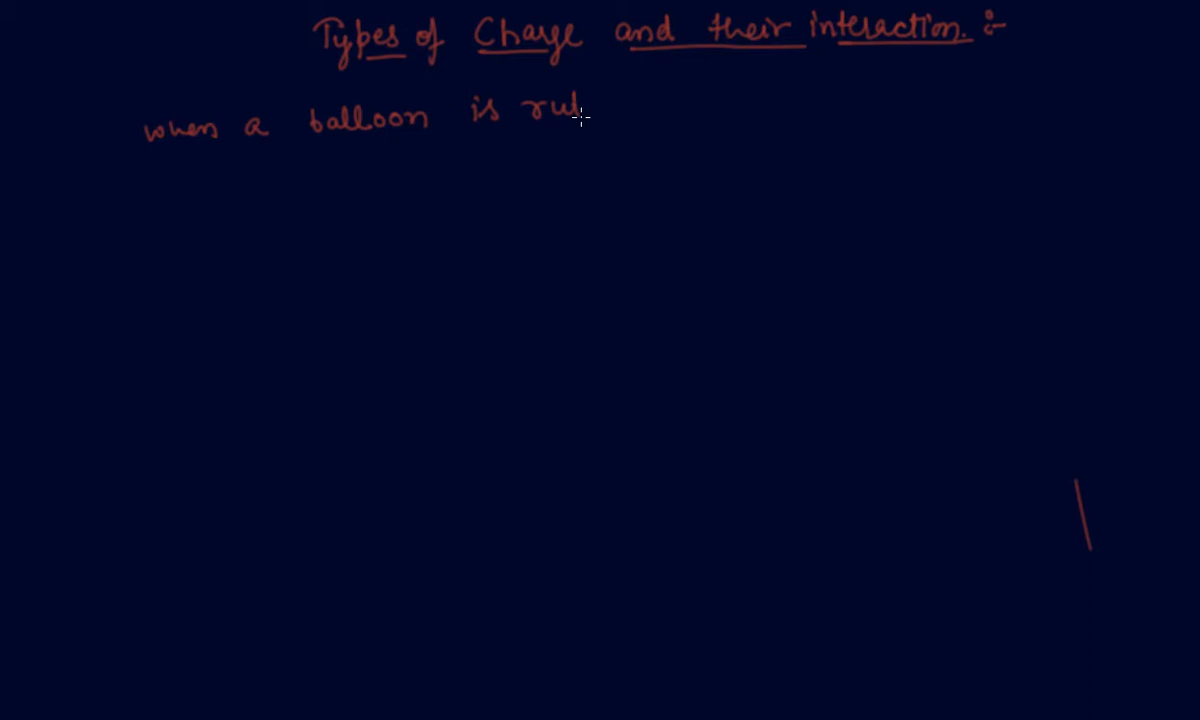 Types of Charge and their interaction :-
when a balloon is rub